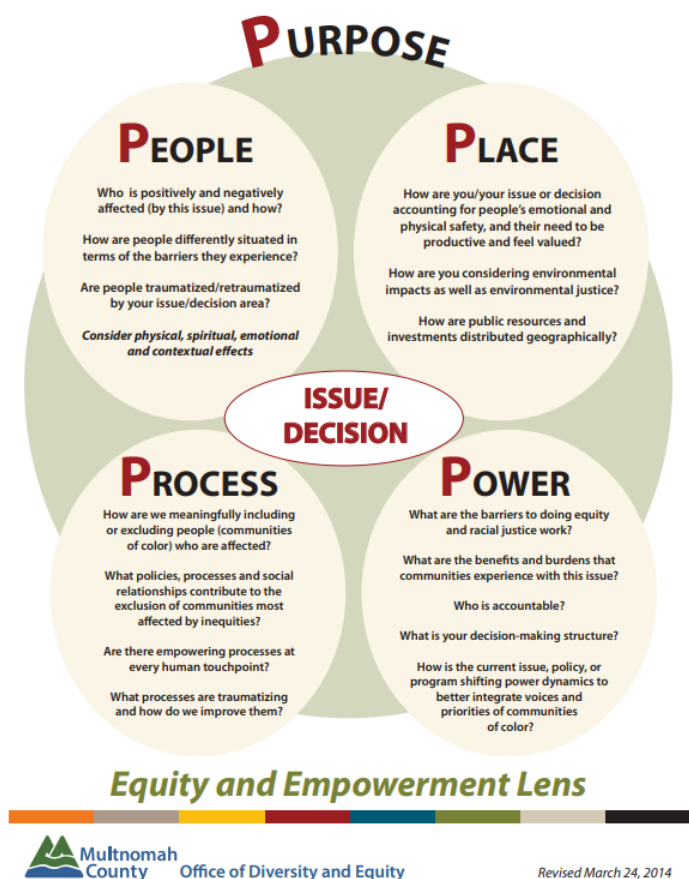 PURPOSE
PEOPLE
Who is positively and negatively
affected (by this issue) and how?
How are people differently situated in
terms of the barriers they experience?
Are people traumatized/retraumatized
by your issue/decision area?
Consider physical, spiritual, emotional
and contextual effects
PLACE
How are you/your issue or decision
accounting for people's emotional and
physical safety, and their need to be
productive and feel valued?
How are you considering environmental
impacts as well as environmental justice?
How are public resources and
investments distributed geographically?
ISSUE/
DECISION
PROCESS
How are we meaningfully including
or excluding people (communities
of color) who are affected?
What policies, processes and social
relationships contribute to the
exclusion of communities most
affected by inequities?
Are there empowering processes at
every human touchpoint?
What processes are traumatizing
and how do we improve them?
POWER
What are the barriers to doing equity
and racial justice work?
What are the benefits and burdens that
communities experience with this issue?
Who is accountable?
What is your decision-making structure?
How is the current issue, policy, or
program shifting power dynamics to
better integrate voices and
priorities of communities
of color?
Equity and Empowerment Lens
Multnomah
County
Office of Diversity and Equity
Revised March 24, 2014